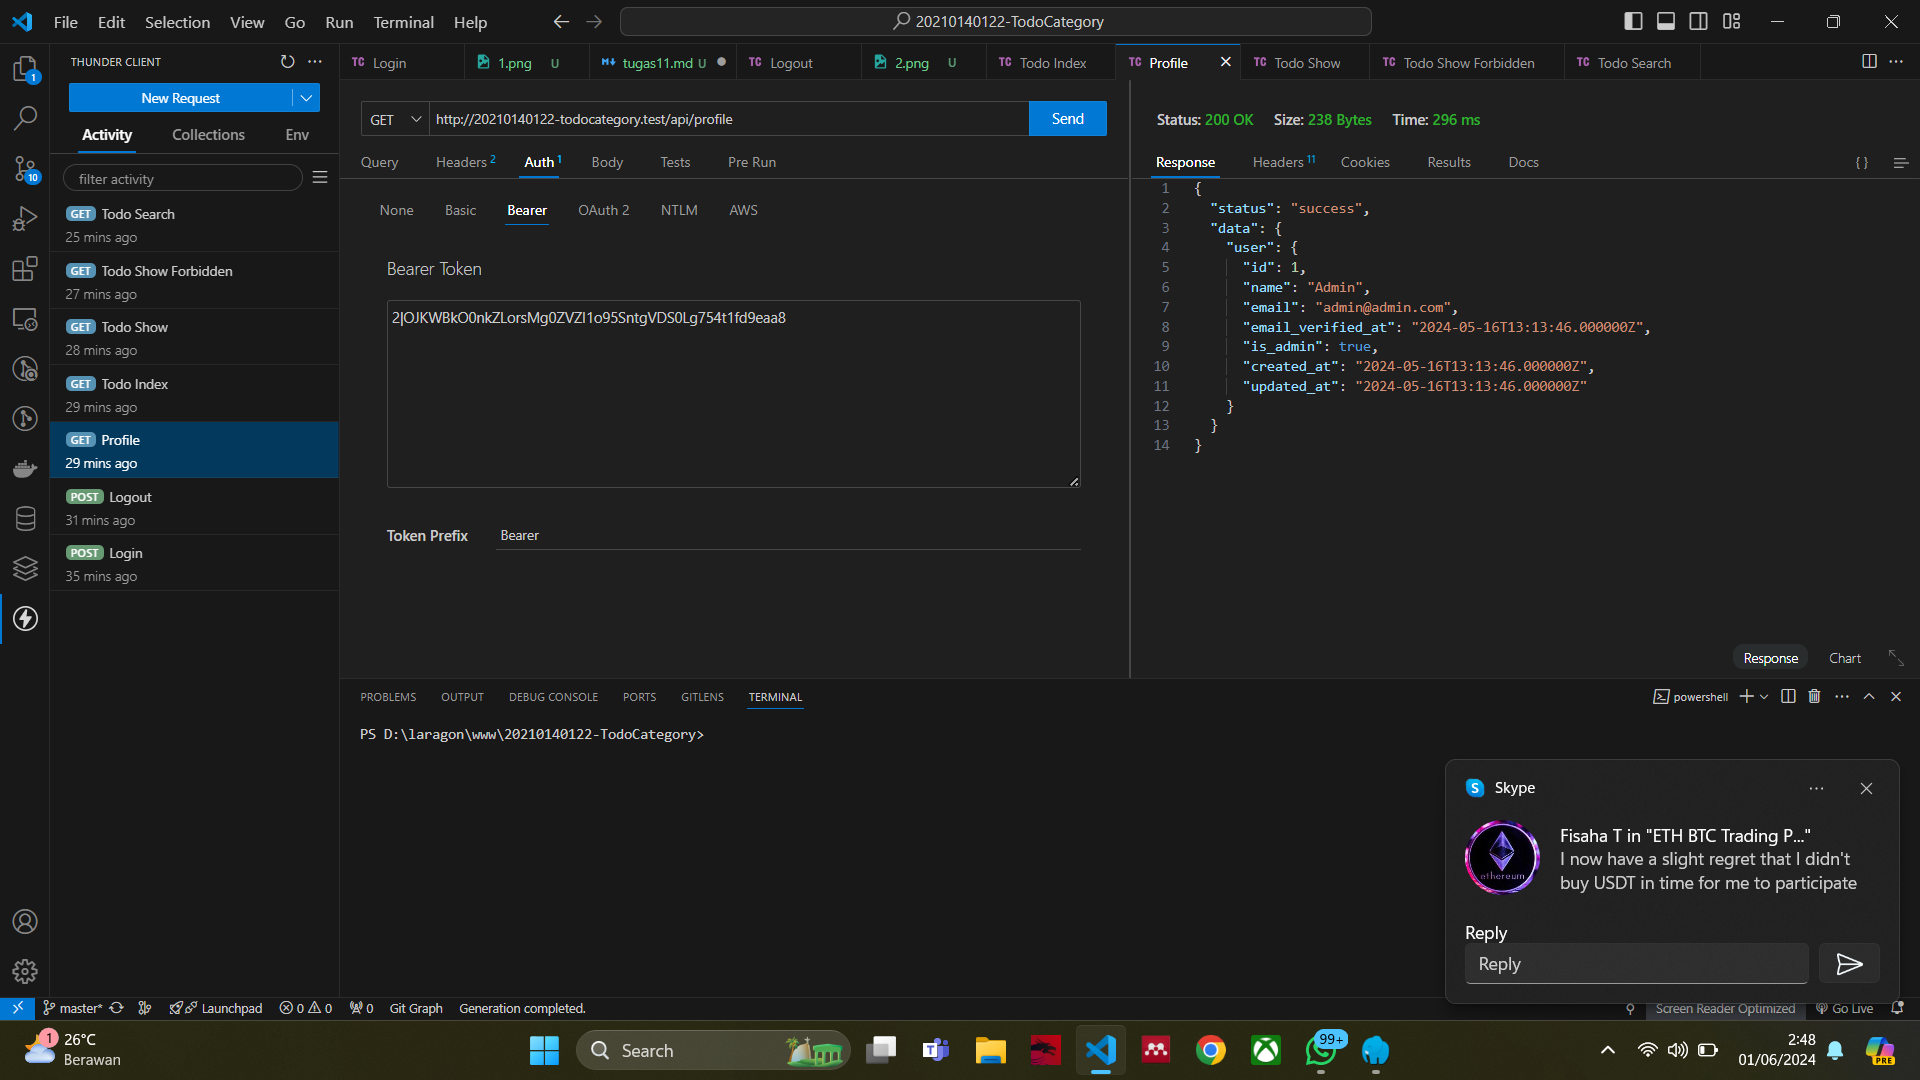 File Edit Selection View Go Run Terminal Help
20210140122-TodoCategory
THUNDER CLIENT
New Request
Activity Collections Env
filter activity
GET Todo Search
25 mins ago
GET Todo Show Forbidden
27 mins ago
GET Todo Show
28 mins ago
GET Todo Index
29 mins ago
GET Profile
29 mins ago
POST Logout
31 mins ago
POST Login
35 mins ago
1
10
TC Login 1.png U tugas11.md U TC Logout 2.png U TC Todo Index TC Profile TC Todo Show TC Todo Show Forbidden TC Todo Search
GET http://20210140122-todocategory.test/api/profile Send
Query Headers 2 Auth 1 Body Tests Pre Run
None Basic Bearer OAuth 2 NTLM AWS
Bearer Token
2|OJKWBkO0nkZLorsMg0ZVZI1o95SntgVDS0Lg754t1fd9eaa8
Token Prefix Bearer
Status: 200 OK Size: 238 Bytes Time: 296 ms
Response Headers 11 Cookies Results Docs { }
1 {
2 "status": "success",
3 "data": {
4 "user": {
5 "id": 1,
6 "name": "Admin",
7 "email": "admin@admin.com",
8 "email_verified_at": "2024-05-16T13:13:46.000000Z",
9 "is_admin": true,
10 "created_at": "2024-05-16T13:13:46.000000Z",
11 "updated_at": "2024-05-16T13:13:46.000000Z"
12 }
13 }
14 }
Response Chart
PROBLEMS OUTPUT DEBUG CONSOLE PORTS GITLENS TERMINAL
powershell
PS D:\laragon\www\20210140122-TodoCategory>
Skype
Fisaha T in "ETH BTC Trading P..."
I now have a slight regret that I didn't
buy USDT in time for me to participate
ethereum
Reply
Reply
master* Launchpad 0 0 0 Git Graph Generation completed.
Screen Reader Optimized Go Live
1
26°C
Berawan
Search
99+
2:48
01/06/2024
PRE